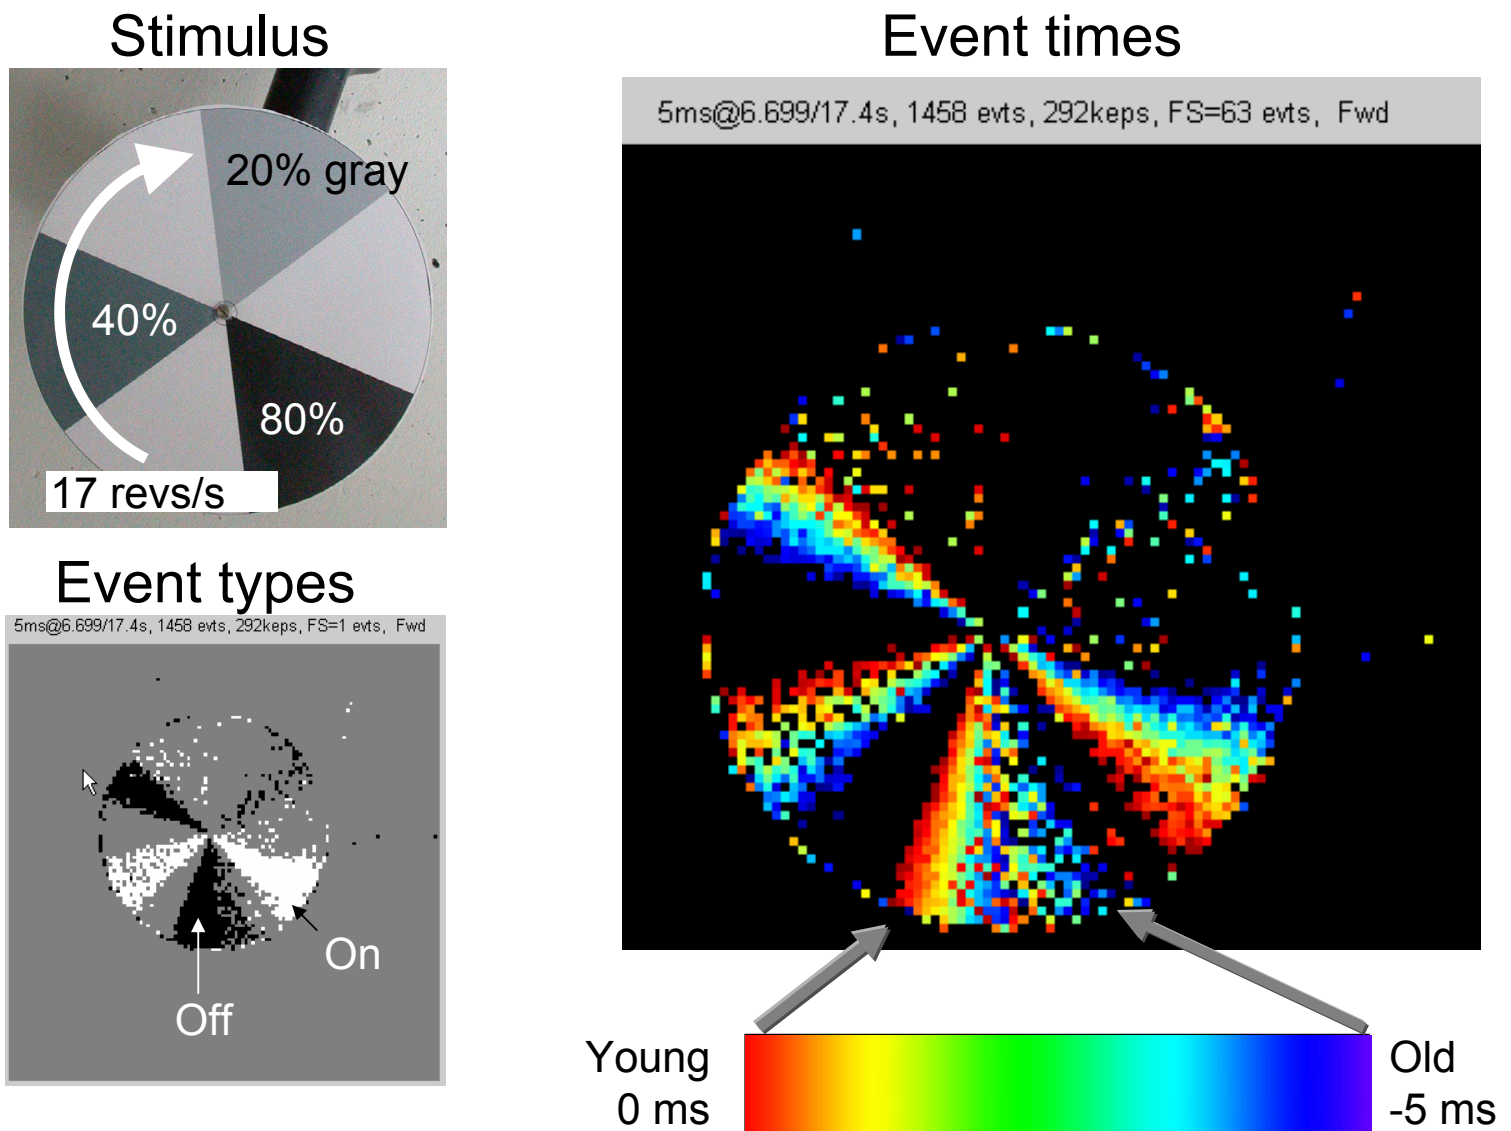 Stimulus
20% gray
40%
80%
17 revs/s
Event types
5ms@6.699/17.4s, 1458 evts, 292keps, FS=1 evts, Fwd
On
Off
Event times
5ms@6.699/17.4s, 1458 evts, 292keps, FS=63 evts, Fwd
Young
0 ms
Old
-5 ms